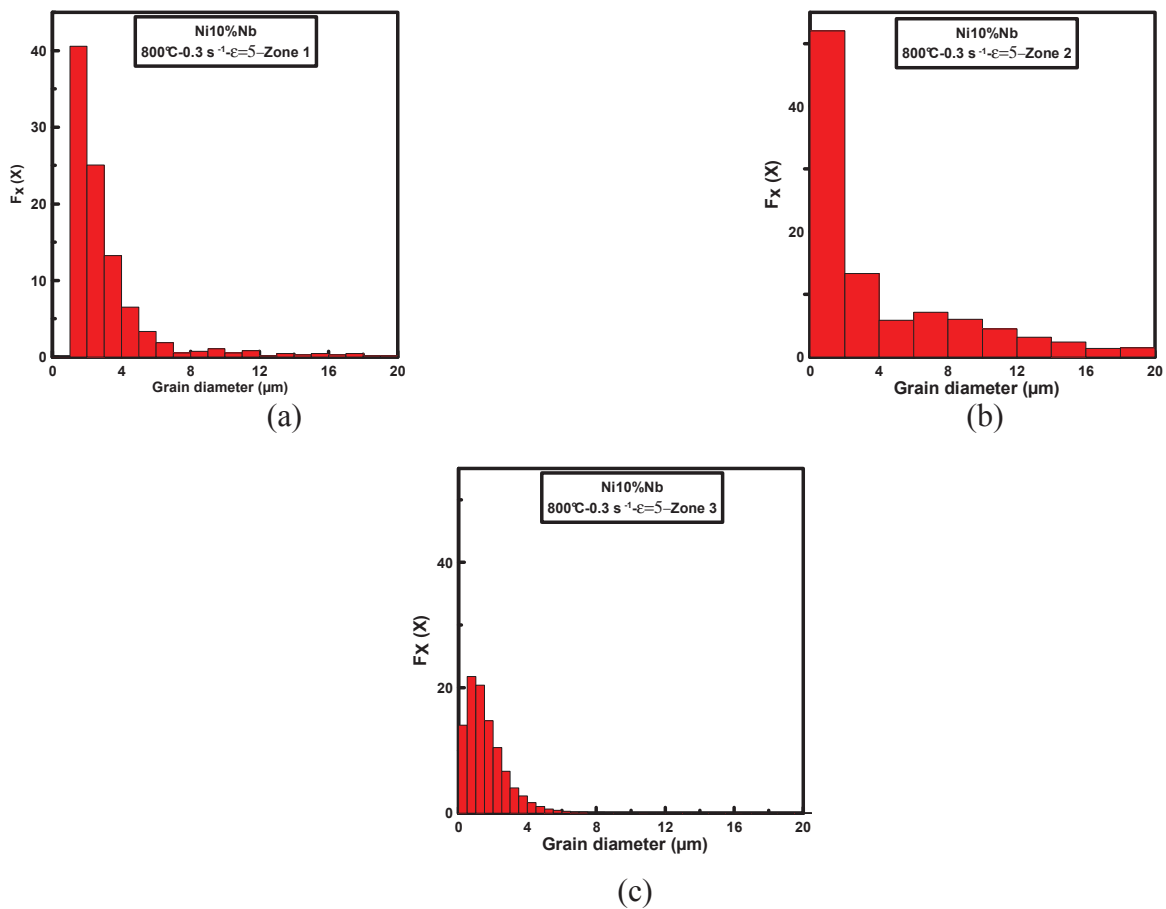 Ni10%Nb
800°C-0.3 s -1-ε=5–Zone 1
40
30
20
10
0
0 4 8 12 16 20
Fx (X)
Grain diameter (µm)
(a)
Ni10%Nb
800°C-0.3 s -1-ε=5–Zone 2
40
20
0
0 4 8 12 16 20
Fx (X)
Grain diameter (µm)
(b)
Ni10%Nb
800°C-0.3 s -1-ε=5–Zone 3
40
20
0
0 4 8 12 16 20
Fx (X)
Grain diameter (µm)
(c)